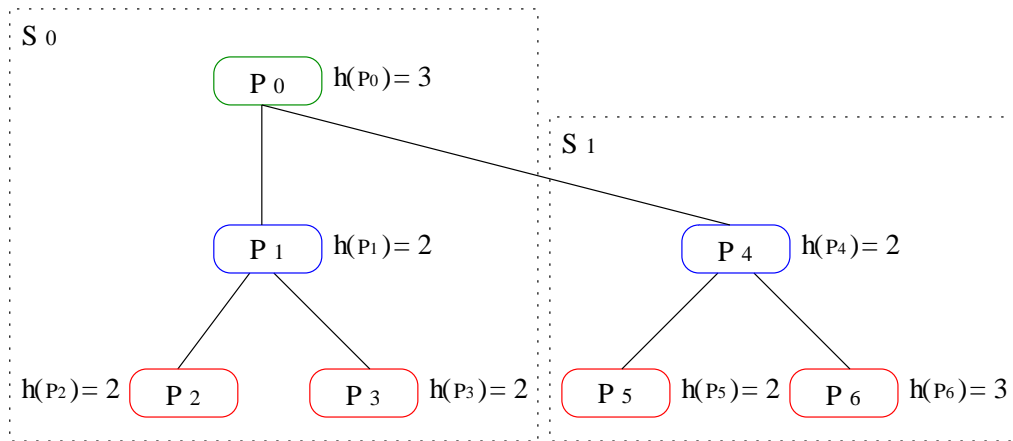 S 0
P 0 h(P0) = 3
S 1
P 1 h(P1) = 2
P 4 h(P4) = 2
h(P2) = 2 P 2
P 3 h(P3) = 2
P 5 h(P5) = 2
P 6 h(P6) = 3